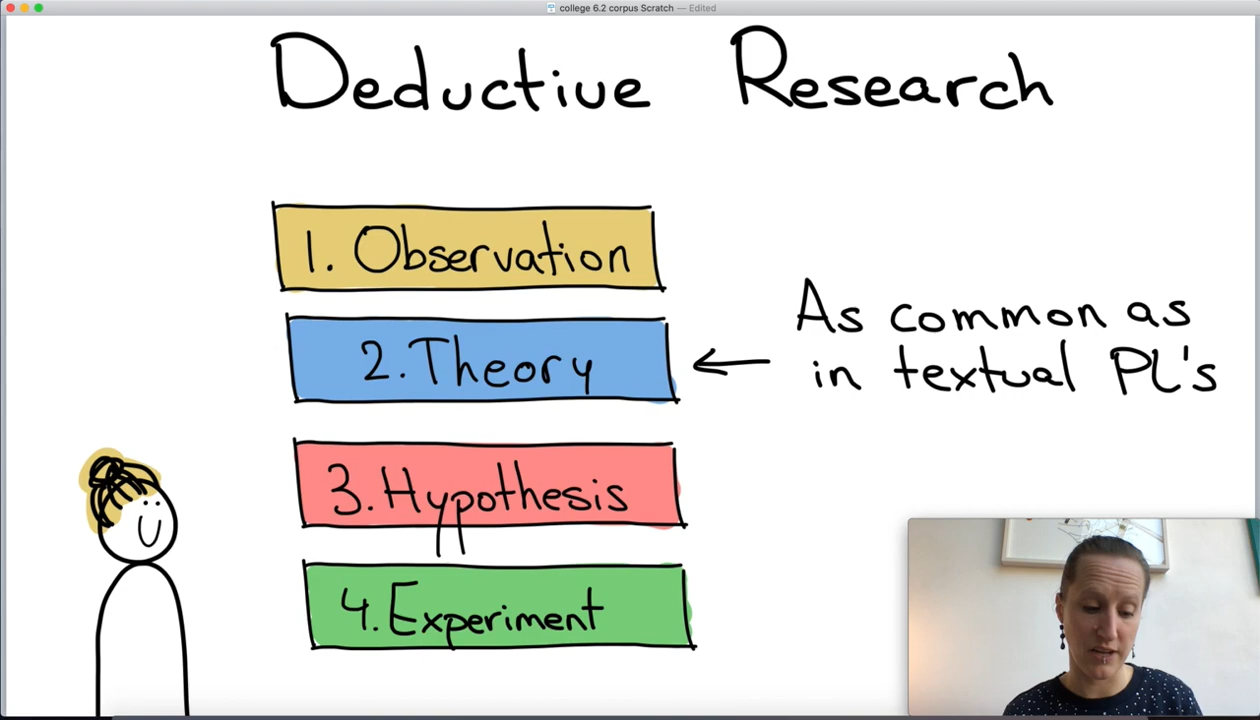 college 6.2 corpus Scratch — Edited
Deductive Research
1. Observation
2. Theory
As common as
in textual PL's
3. Hypothesis
4. Experiment